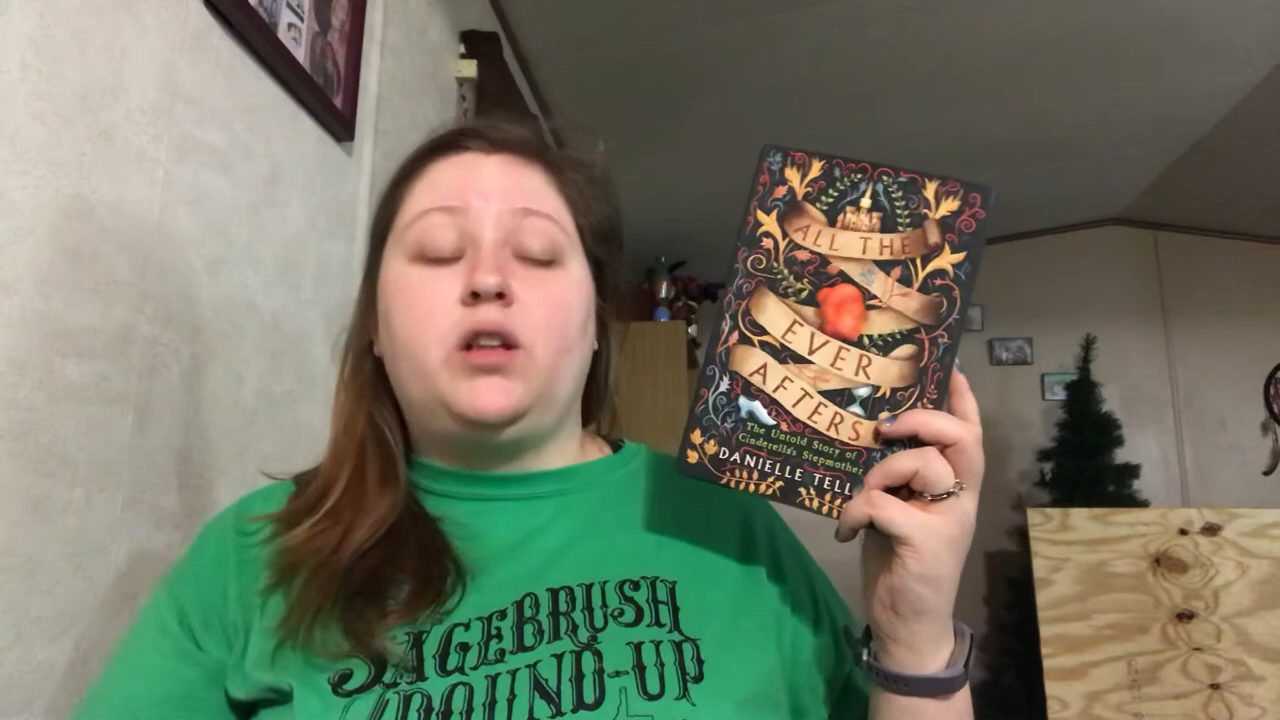 ALL THE
EVER
AFTERS
The Untold Story of
Cinderella's Stepmother
DANIELLE TELL
SAGEBRUSH
ROUND-UP